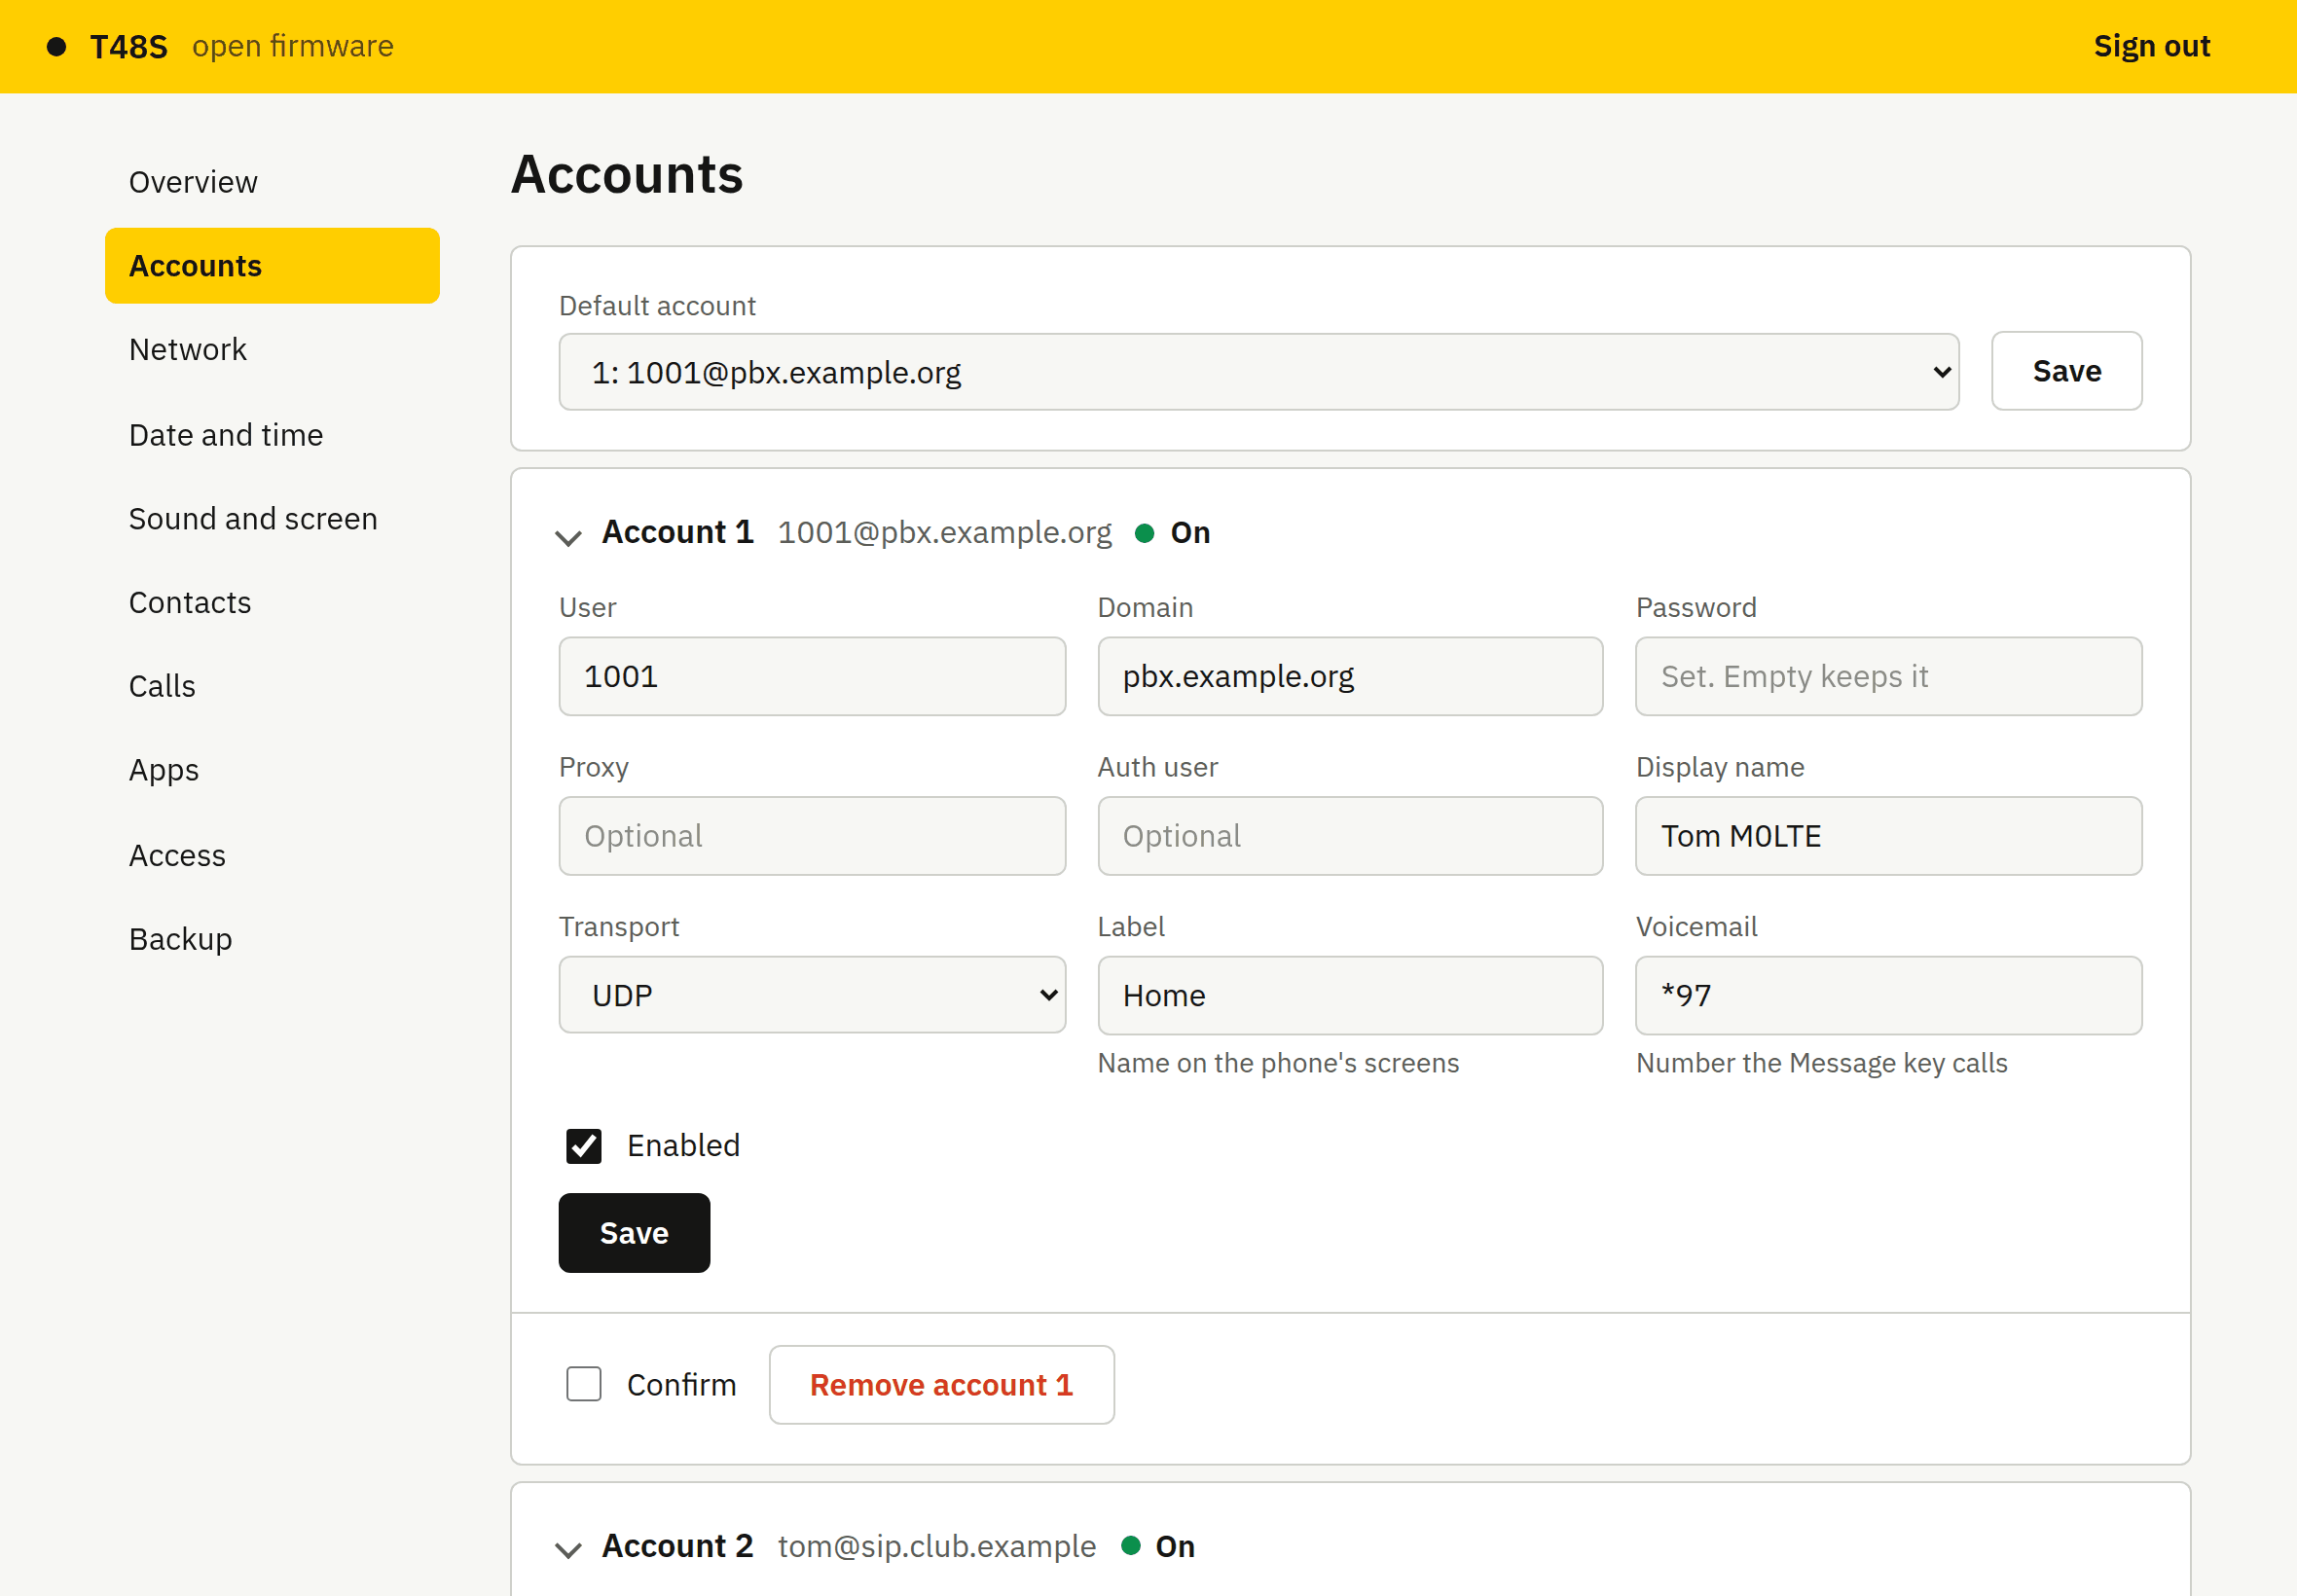 T48S open firmware Sign out
Overview
Accounts
Network
Date and time
Sound and screen
Contacts
Calls
Apps
Access
Backup
Accounts
Default account
1: 1001@pbx.example.org Save
Account 1 1001@pbx.example.org On
User Domain Password
1001 pbx.example.org Set. Empty keeps it
Proxy Auth user Display name
Optional Optional Tom M0LTE
Transport Label Voicemail
UDP Home *97
Name on the phone's screens Number the Message key calls
Enabled
Save
Confirm Remove account 1
Account 2 tom@sip.club.example On